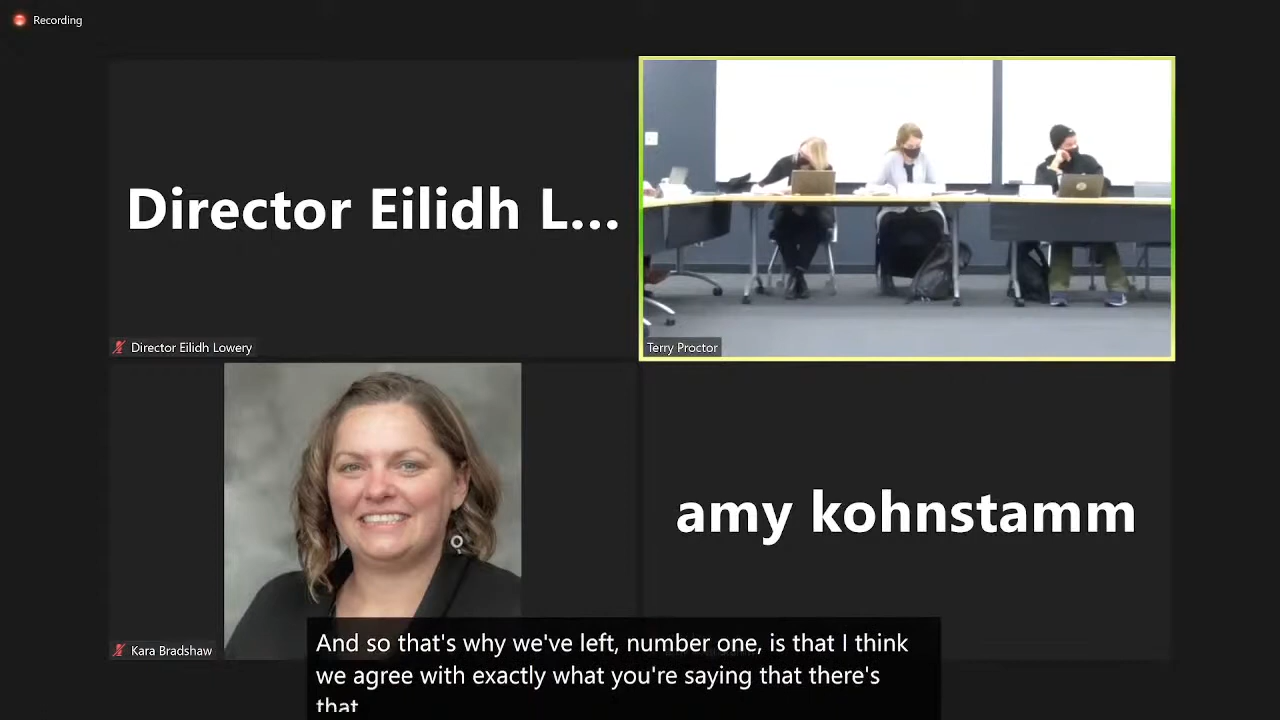 Recording
Director Eilidh L...
Director Eilidh Lowery
Terry Proctor
amy kohnstamm
Kara Bradshaw
And so that's why we've left, number one, is that I think
we agree with exactly what you're saying that there's
that